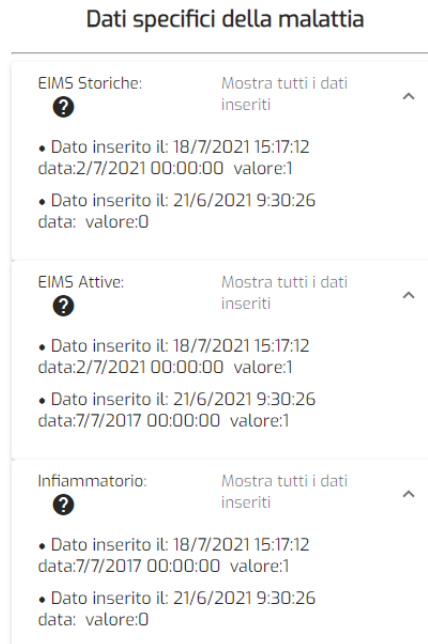 Dati specifici della malattia
EIMS Storiche:
?
Mostra tutti i dati
inseriti
• Dato inserito il: 18/7/2021 15:17:12
data:2/7/2021 00:00:00 valore:1
• Dato inserito il: 21/6/2021 9:30:26
data: valore:0
EIMS Attive:
?
Mostra tutti i dati
inseriti
• Dato inserito il: 18/7/2021 15:17:12
data:2/7/2021 00:00:00 valore:1
• Dato inserito il: 21/6/2021 9:30:26
data:7/7/2017 00:00:00 valore:1
Infiammatorio:
?
Mostra tutti i dati
inseriti
• Dato inserito il: 18/7/2021 15:17:12
data:7/7/2017 00:00:00 valore:1
• Dato inserito il: 21/6/2021 9:30:26
data: valore:0